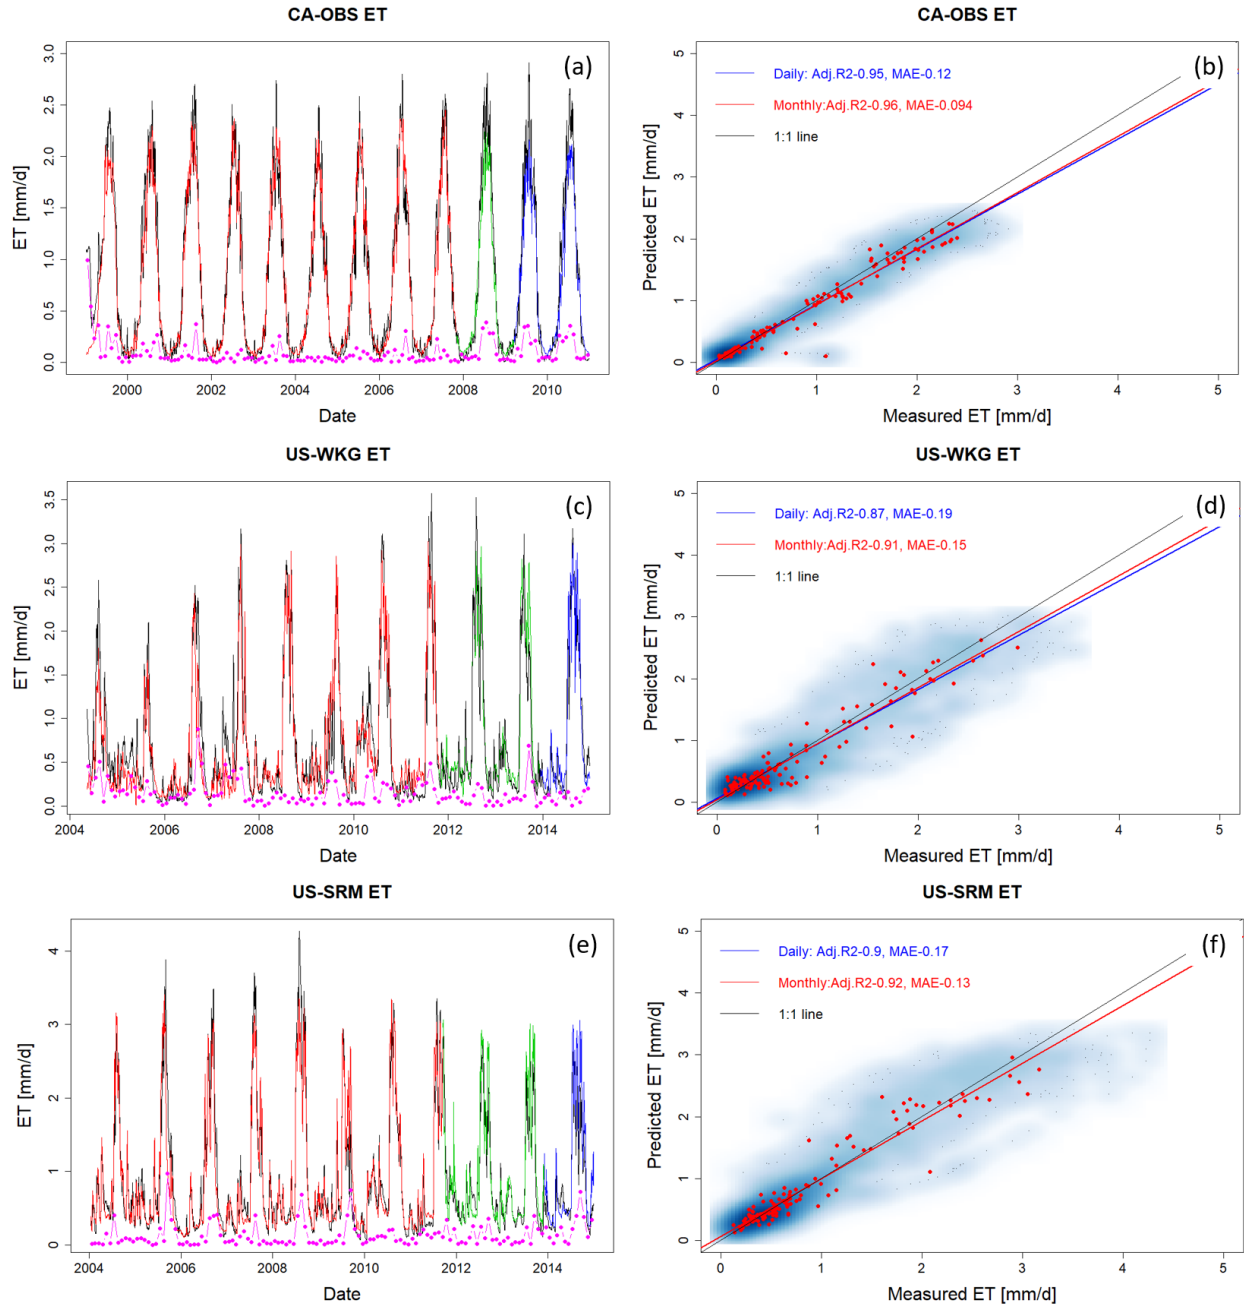 CA-OBS ET
(a)
ET [mm/d]
3.0
2.5
2.0
1.5
1.0
0.5
0.0
2000 2002 2004 2006 2008 2010
Date
CA-OBS ET
(b)
Predicted ET [mm/d]
5
4
3
2
1
0
Daily: Adj.R2-0.95, MAE-0.12
Monthly:Adj.R2-0.96, MAE-0.094
1:1 line
0 1 2 3 4 5
Measured ET [mm/d]
US-WKG ET
(c)
ET [mm/d]
3.5
3.0
2.5
2.0
1.5
1.0
0.5
0.0
2004 2006 2008 2010 2012 2014
Date
US-WKG ET
(d)
Predicted ET [mm/d]
5
4
3
2
1
0
Daily: Adj.R2-0.87, MAE-0.19
Monthly:Adj.R2-0.91, MAE-0.15
1:1 line
0 1 2 3 4 5
Measured ET [mm/d]
US-SRM ET
(e)
ET [mm/d]
4
3
2
1
0
2004 2006 2008 2010 2012 2014
Date
US-SRM ET
(f)
Predicted ET [mm/d]
5
4
3
2
1
0
Daily: Adj.R2-0.9, MAE-0.17
Monthly:Adj.R2-0.92, MAE-0.13
1:1 line
0 1 2 3 4 5
Measured ET [mm/d]